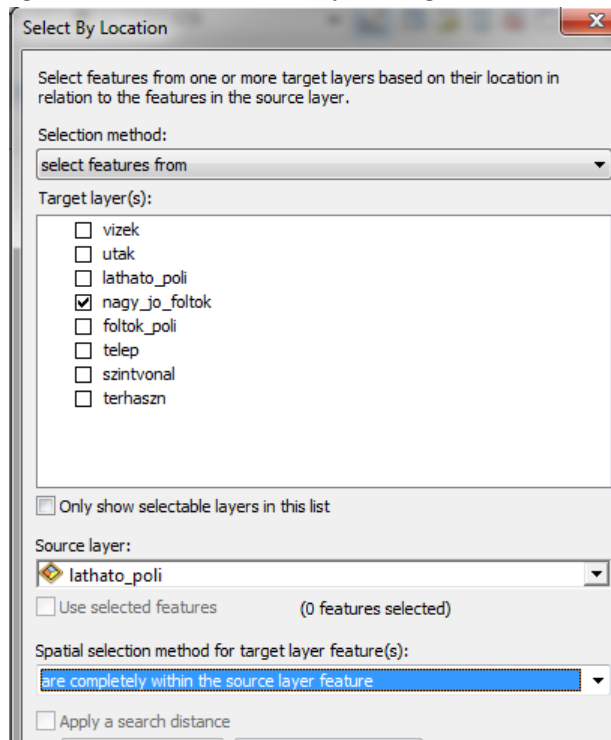 Select By Location
Select features from one or more target layers based on their location in
relation to the features in the source layer.
Selection method:
select features from
Target layer(s):
vizek
utak
lathato_poli
nagy_jo_foltok
foltok_poli
telep
szintvonal
terhaszn
Only show selectable layers in this list
Source layer:
lathato_poli
Use selected features (0 features selected)
Spatial selection method for target layer feature(s):
are completely within the source layer feature
Apply a search distance